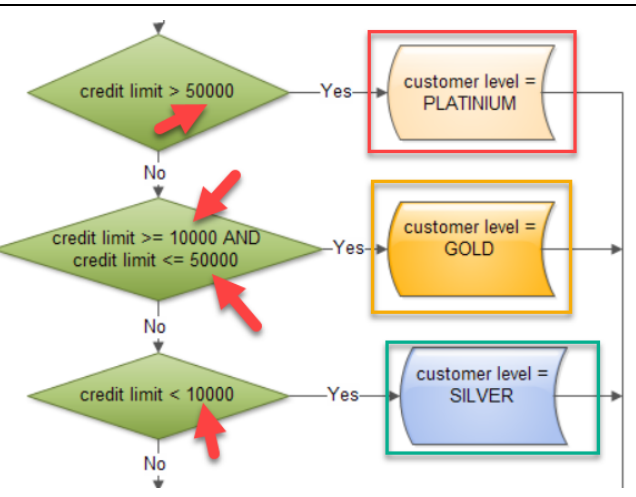 credit limit > 50000
Yes
customer level =
PLATINIUM
No
credit limit >= 10000 AND
credit limit <= 50000
Yes
customer level =
GOLD
No
credit limit < 10000
Yes
customer level =
SILVER
No